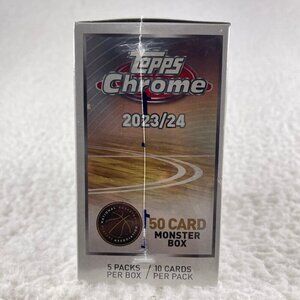 Topps
Chrome
2023/24
50 CARD
MONSTER
BOX
5 PACKS / 10 CARDS
PER BOX / PER PACK